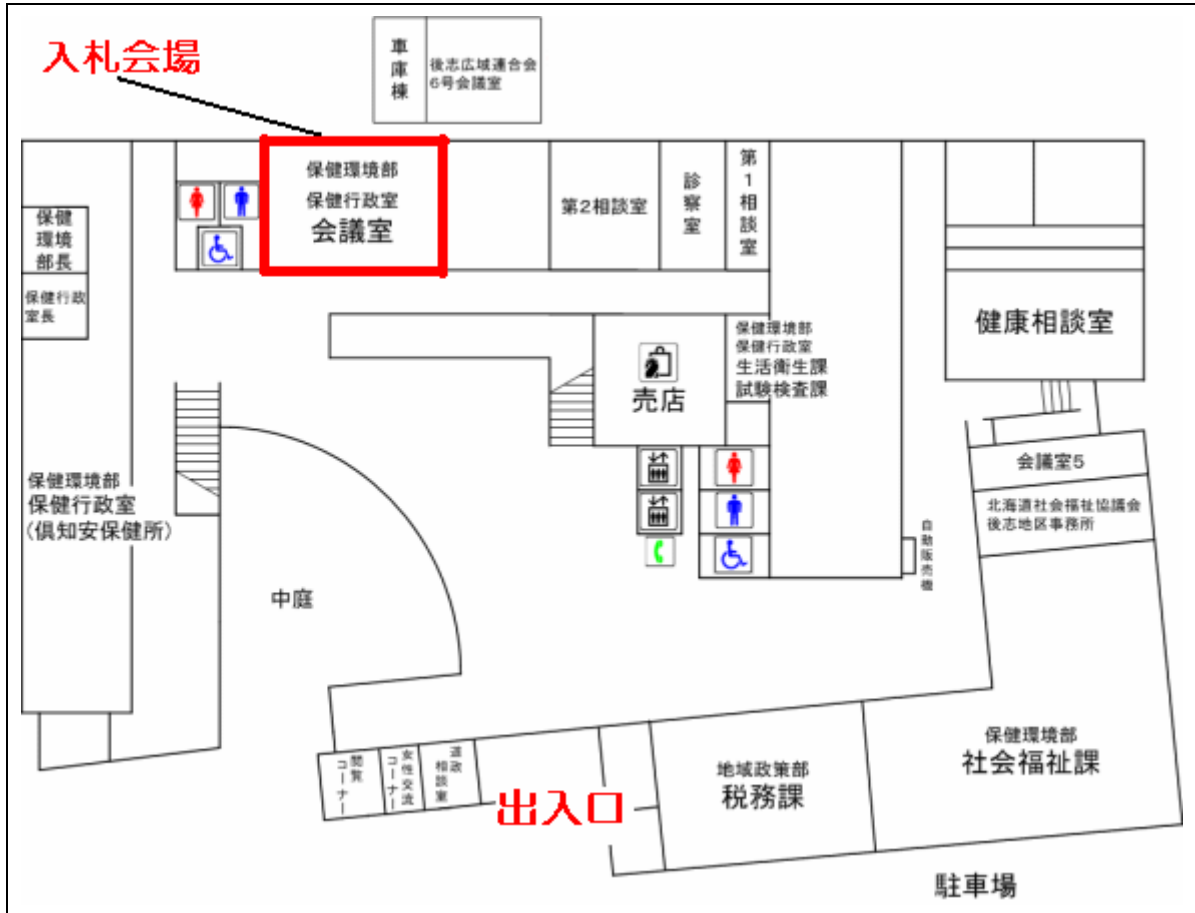 入札会場
車庫棟
後志広域連合会
6号会議室
保健環境部
保健行政室
会議室
第2相談室
診察室
第1相談室
保健
環境
部長
保健行政
室長
売店
保健環境部
保健行政室
生活衛生課
試験検査課
健康相談室
会議室5
北海道社会福祉協議会
後志地区事務所
自動販売機
保健環境部
保健行政室
(倶知安保健所)
中庭
閲覧
コーナー
女性交流
コーナー
道政
相談室
出入口
地域政策部
税務課
保健環境部
社会福祉課
駐車場